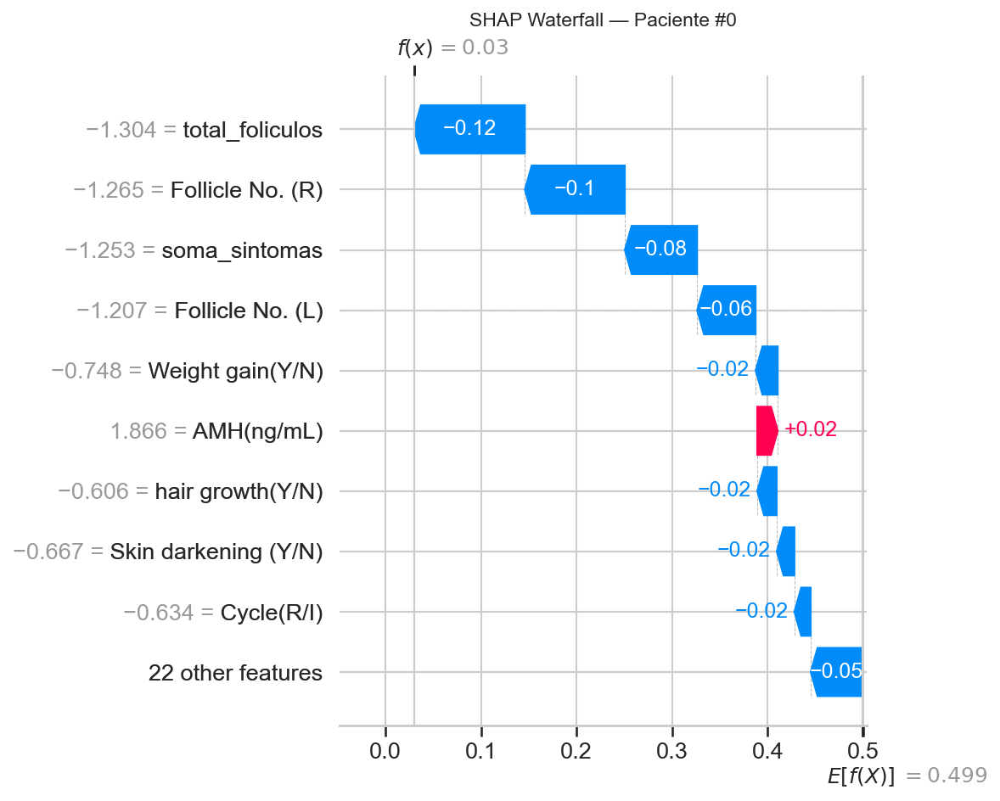 SHAP Waterfall — Paciente #0
f(x) = 0.03
−1.304 = total_foliculos −0.12
−1.265 = Follicle No. (R) −0.1
−1.253 = soma_sintomas −0.08
−1.207 = Follicle No. (L) −0.06
−0.748 = Weight gain(Y/N) −0.02
1.866 = AMH(ng/mL) +0.02
−0.606 = hair growth(Y/N) −0.02
−0.667 = Skin darkening (Y/N) −0.02
−0.634 = Cycle(R/I) −0.02
22 other features −0.05
0.0 0.1 0.2 0.3 0.4 0.5
E[f(X)] = 0.499